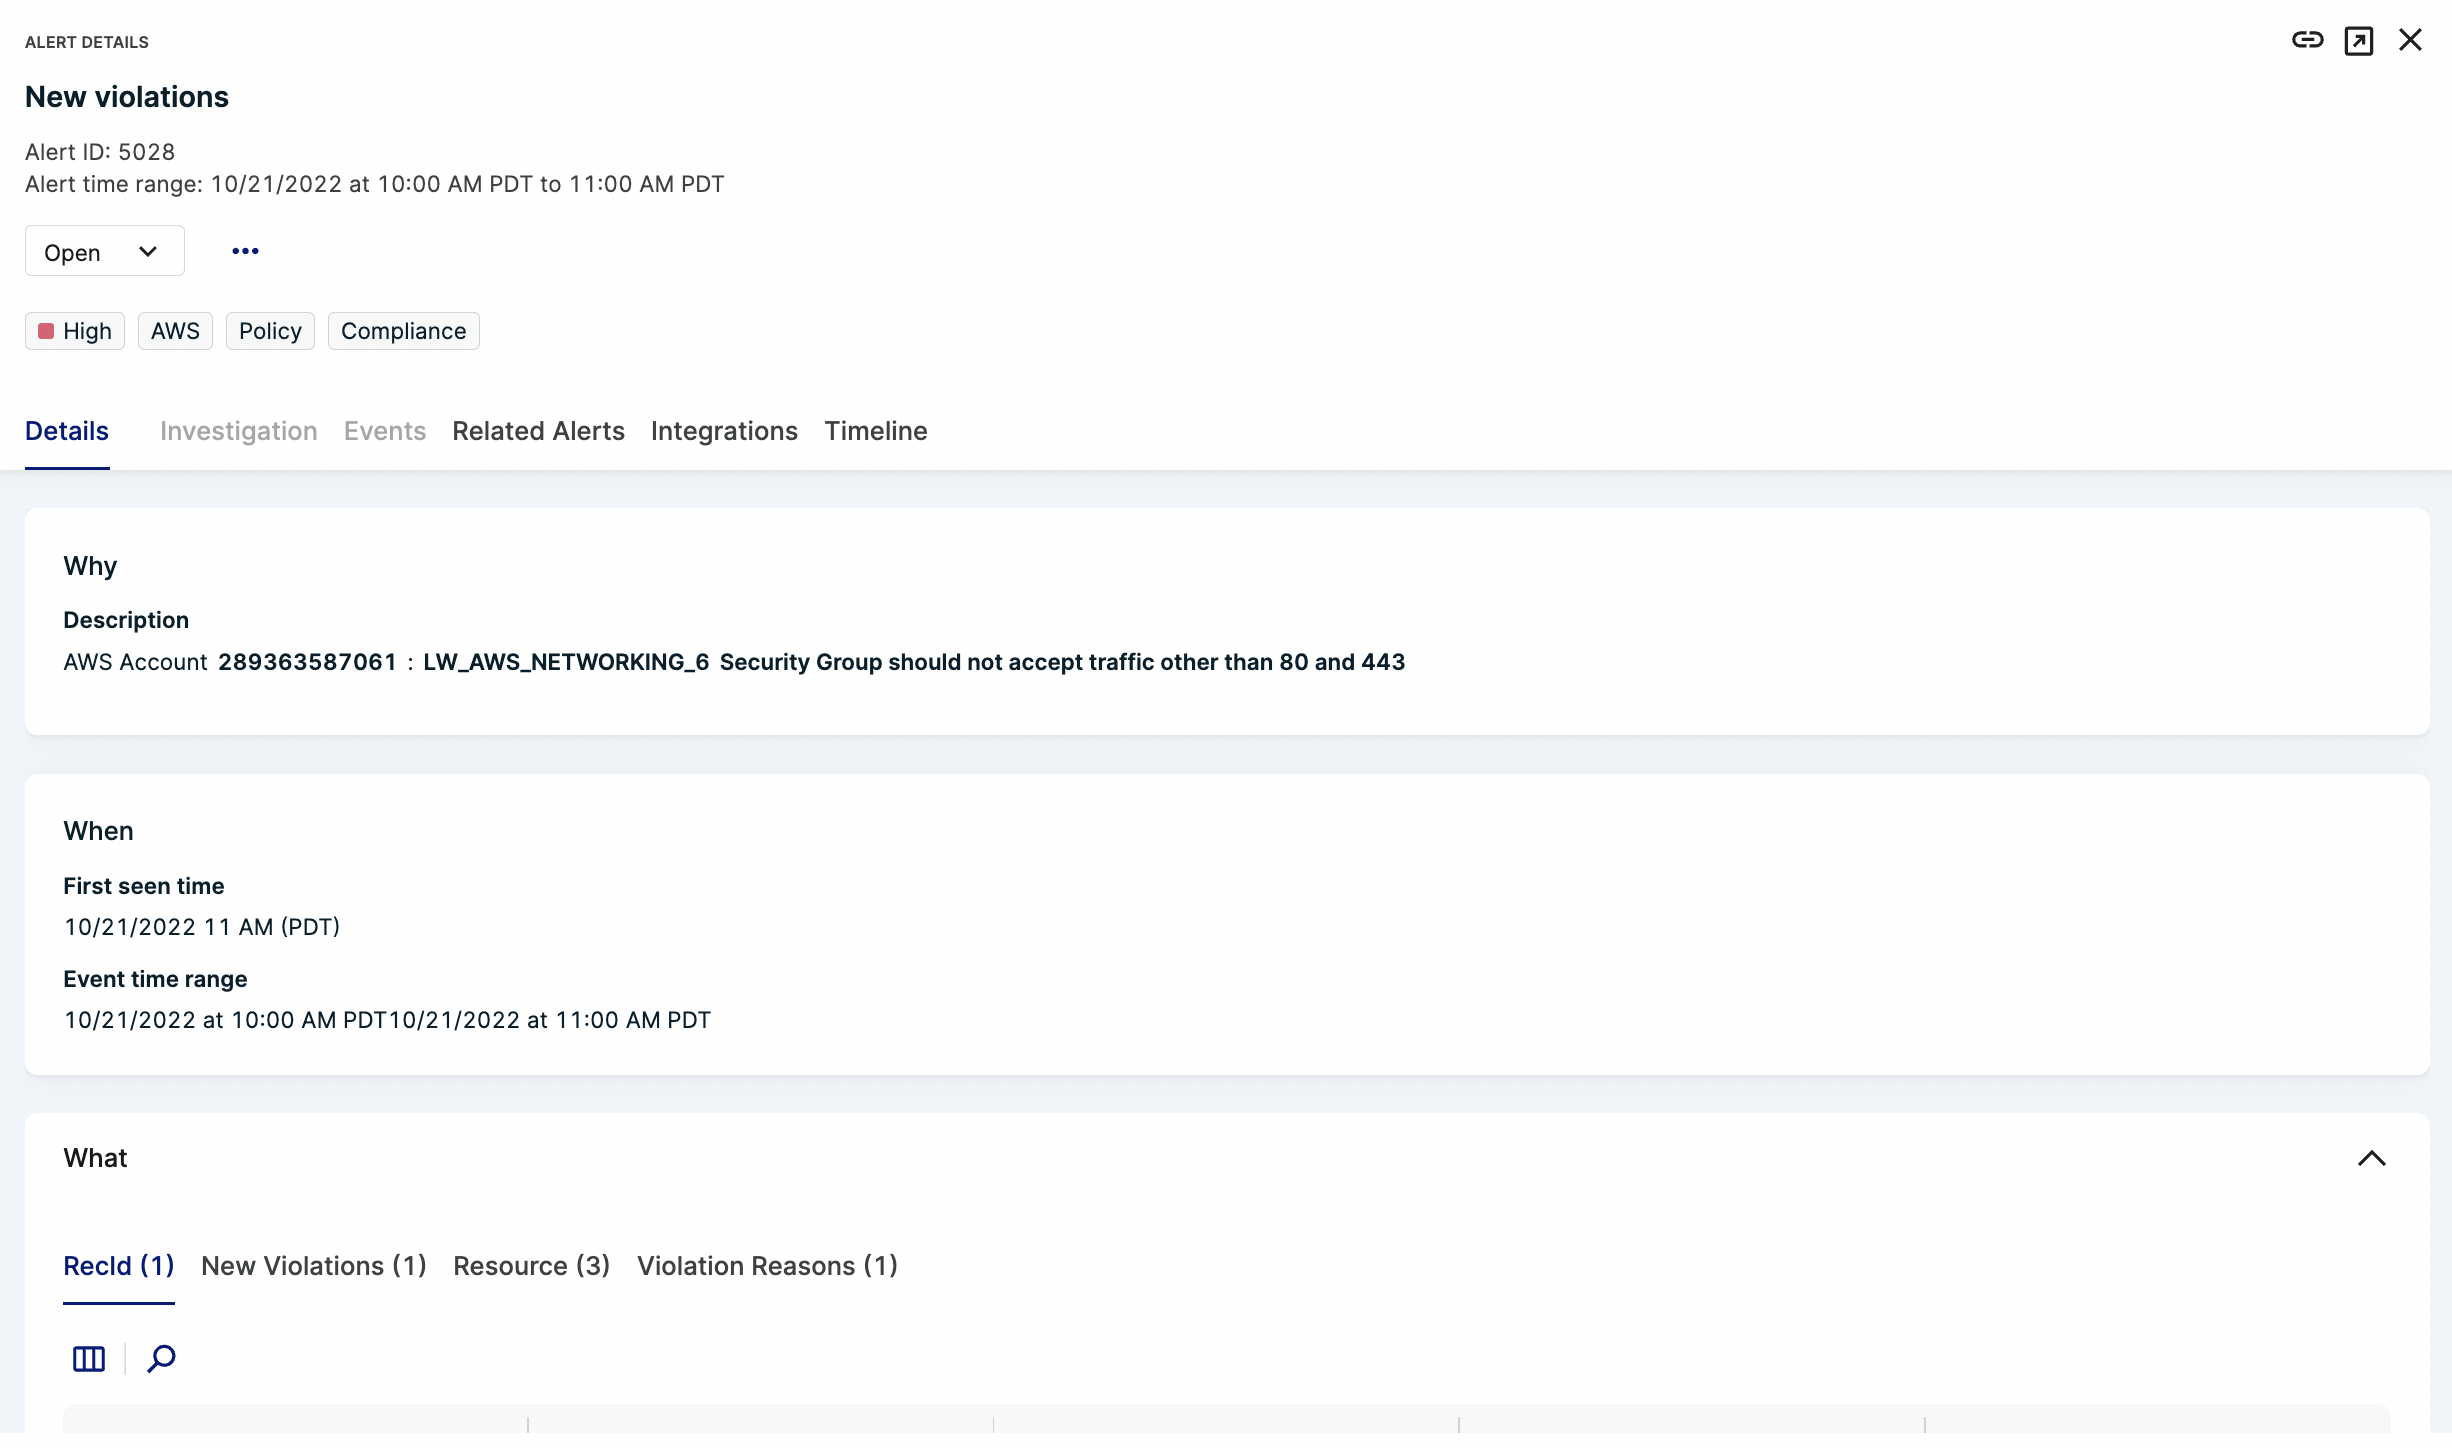 ALERT DETAILS
New violations
Alert ID: 5028
Alert time range: 10/21/2022 at 10:00 AM PDT to 11:00 AM PDT
Open
High AWS Policy Compliance
Details Investigation Events Related Alerts Integrations Timeline
Why
Description
AWS Account 289363587061 : LW_AWS_NETWORKING_6 Security Group should not accept traffic other than 80 and 443
When
First seen time
10/21/2022 11 AM (PDT)
Event time range
10/21/2022 at 10:00 AM PDT10/21/2022 at 11:00 AM PDT
What
RecId (1) New Violations (1) Resource (3) Violation Reasons (1)